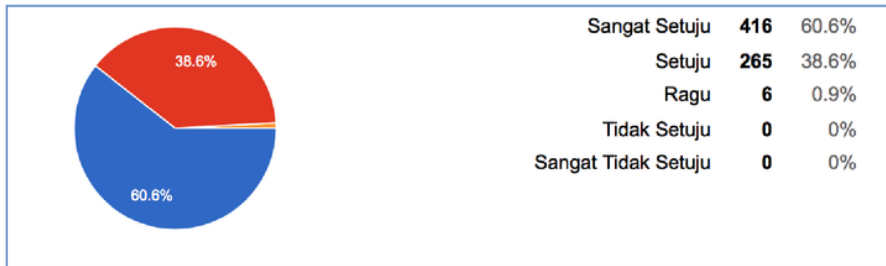 38.6%
60.6%
Sangat Setuju 416 60.6%
Setuju 265 38.6%
Ragu 6 0.9%
Tidak Setuju 0 0%
Sangat Tidak Setuju 0 0%